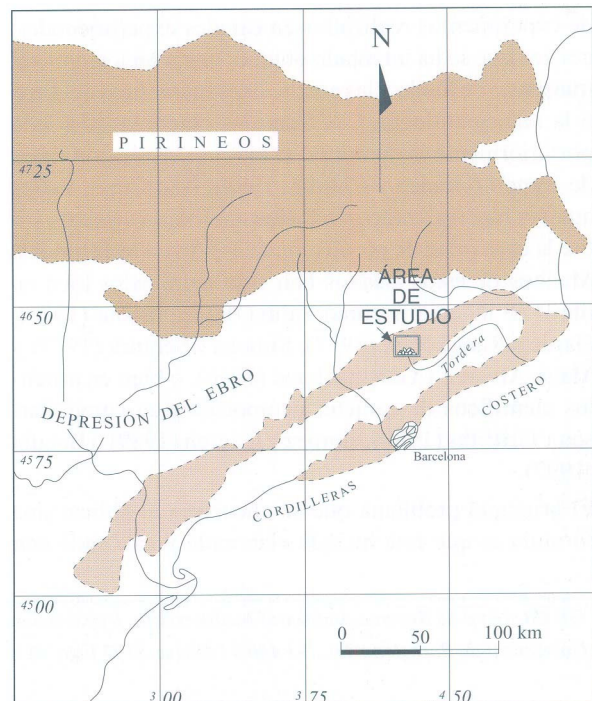 N
PIRINEOS
4725
ÁREA
DE
ESTUDIO
4650
Tordera
COSTERO
DEPRESIÓN DEL EBRO
4575
Barcelona
CORDILLERAS
4500
0 50 100 km
300 375 450